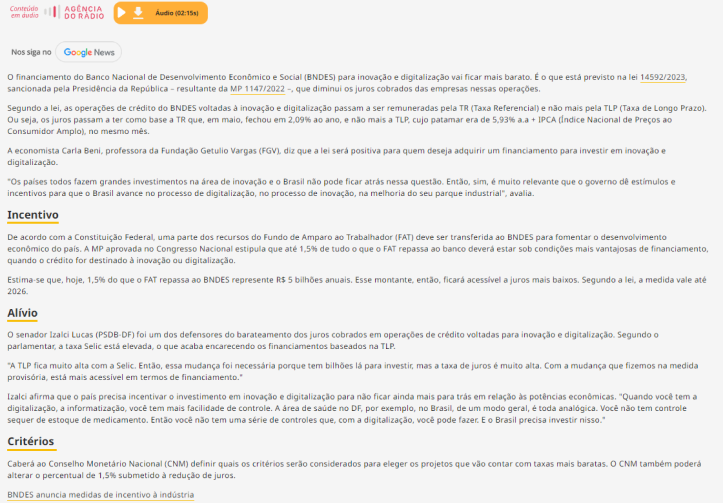 Conteúdo
em áudio
AGÊNCIA
DO RÁDIO
Áudio (02:15s)
Nos siga no
Google News
O financiamento do Banco Nacional de Desenvolvimento Econômico e Social (BNDES) para inovação e digitalização vai ficar mais barato. É o que está previsto na lei 14592/2023,
sancionada pela Presidência da República – resultante da MP 1147/2022 –, que diminui os juros cobrados das empresas nessas operações.
Segundo a lei, as operações de crédito do BNDES voltadas à inovação e digitalização passam a ser remuneradas pela TR (Taxa Referencial) e não mais pela TLP (Taxa de Longo Prazo).
Ou seja, os juros passam a ter como base a TR que, em maio, fechou em 2,09% ao ano, e não mais a TLP, cujo patamar era de 5,93% a.a + IPCA (Índice Nacional de Preços ao
Consumidor Amplo), no mesmo mês.
A economista Carla Beni, professora da Fundação Getulio Vargas (FGV), diz que a lei será positiva para quem deseja adquirir um financiamento para investir em inovação e
digitalização.
"Os países todos fazem grandes investimentos na área de inovação e o Brasil não pode ficar atrás nessa questão. Então, sim, é muito relevante que o governo dê estímulos e
incentivos para que o Brasil avance no processo de digitalização, no processo de inovação, na melhoria do seu parque industrial", avalia.
Incentivo
De acordo com a Constituição Federal, uma parte dos recursos do Fundo de Amparo ao Trabalhador (FAT) deve ser transferida ao BNDES para fomentar o desenvolvimento
econômico do país. A MP aprovada no Congresso Nacional estipula que até 1,5% de tudo o que o FAT repassa ao banco deverá estar sob condições mais vantajosas de financiamento,
quando o crédito for destinado à inovação ou digitalização.
Estima-se que, hoje, 1,5% do que o FAT repassa ao BNDES represente R$ 5 bilhões anuais. Esse montante, então, ficará acessível a juros mais baixos. Segundo a lei, a medida vale até
2026.
Alívio
O senador Izalci Lucas (PSDB-DF) foi um dos defensores do barateamento dos juros cobrados em operações de crédito voltadas para inovação e digitalização. Segundo o
parlamentar, a taxa Selic está elevada, o que acaba encarecendo os financiamentos baseados na TLP.
"A TLP fica muito alta com a Selic. Então, essa mudança foi necessária porque tem bilhões lá para investir, mas a taxa de juros é muito alta. Com a mudança que fizemos na medida
provisória, está mais acessível em termos de financiamento."
Izalci afirma que o país precisa incentivar o investimento em inovação e digitalização para não ficar ainda mais para trás em relação às potências econômicas. "Quando você tem a
digitalização, a informatização, você tem mais facilidade de controle. A área de saúde no DF, por exemplo, no Brasil, de um modo geral, é toda analógica. Você não tem controle
sequer de estoque de medicamento. Então você não tem uma série de controles que, com a digitalização, você pode fazer. E o Brasil precisa investir nisso."
Critérios
Caberá ao Conselho Monetário Nacional (CNM) definir quais os critérios serão considerados para eleger os projetos que vão contar com taxas mais baratas. O CNM também poderá
alterar o percentual de 1,5% submetido à redução de juros.
BNDES anuncia medidas de incentivo à indústria